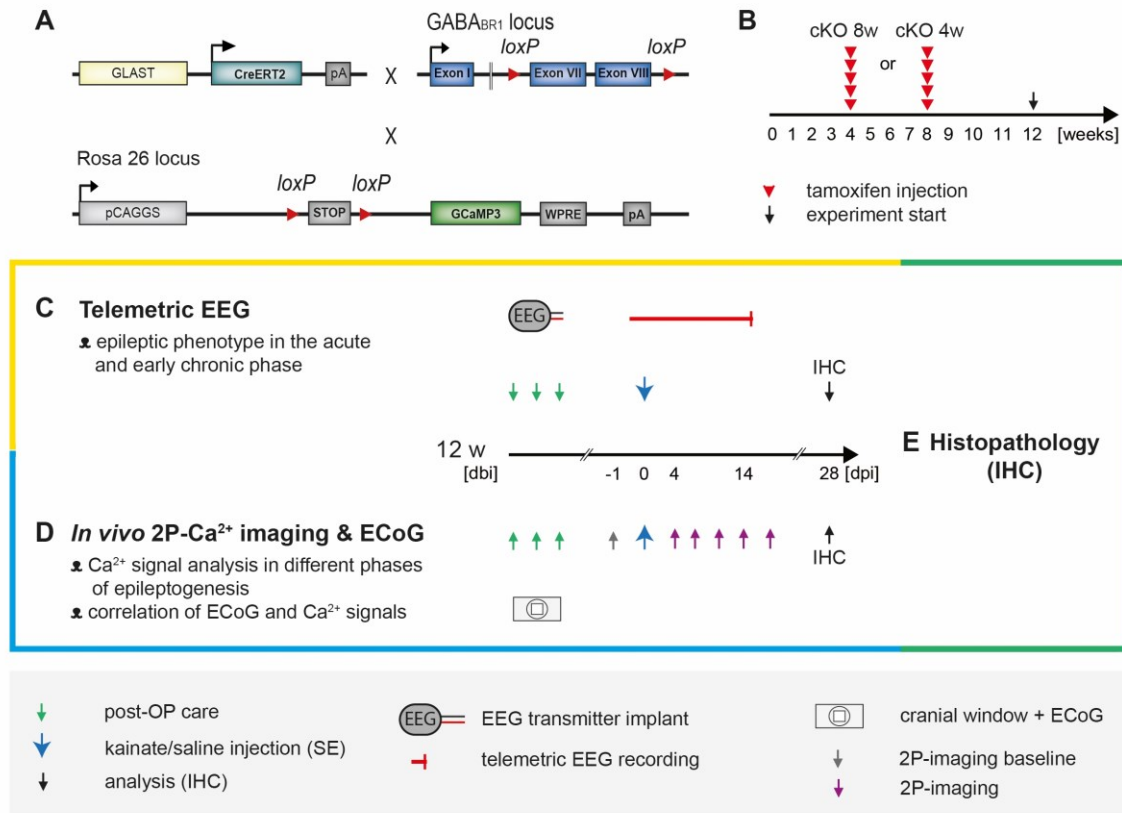 A
GABABR1 locus
loxP
loxP
GLAST
CreERT2
pA
X
Exon I
Exon VII
Exon VIII
X
Rosa 26 locus
loxP
loxP
pCAGGS
STOP
GCaMP3
WPRE
pA
B
cKO 8w or cKO 4w
0 1 2 3 4 5 6 7 8 9 10 11 12 [weeks]
tamoxifen injection
experiment start
C Telemetric EEG
epileptic phenotype in the acute
and early chronic phase
EEG
IHC
12 w
[dbi]
-1 0 4 14 28 [dpi]
E Histopathology
(IHC)
D In vivo 2P-Ca²⁺ imaging & ECoG
Ca²⁺ signal analysis in different phases
of epileptogenesis
correlation of ECoG and Ca²⁺ signals
IHC
post-OP care
kainate/saline injection (SE)
analysis (IHC)
EEG
EEG transmitter implant
telemetric EEG recording
cranial window + ECoG
2P-imaging baseline
2P-imaging